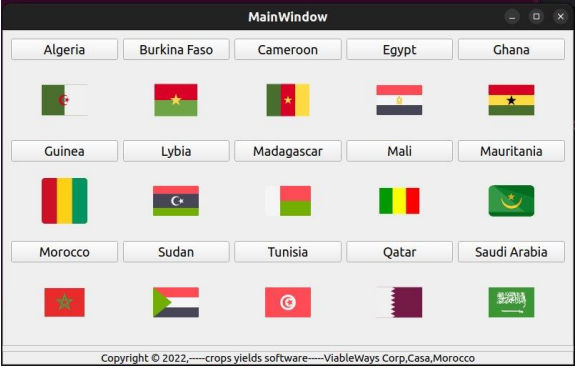 MainWindow
Algeria Burkina Faso Cameroon Egypt Ghana
Guinea Lybia Madagascar Mali Mauritania
Morocco Sudan Tunisia Qatar Saudi Arabia
Copyright © 2022,-----crops yields software-----ViableWays Corp,Casa,Morocco